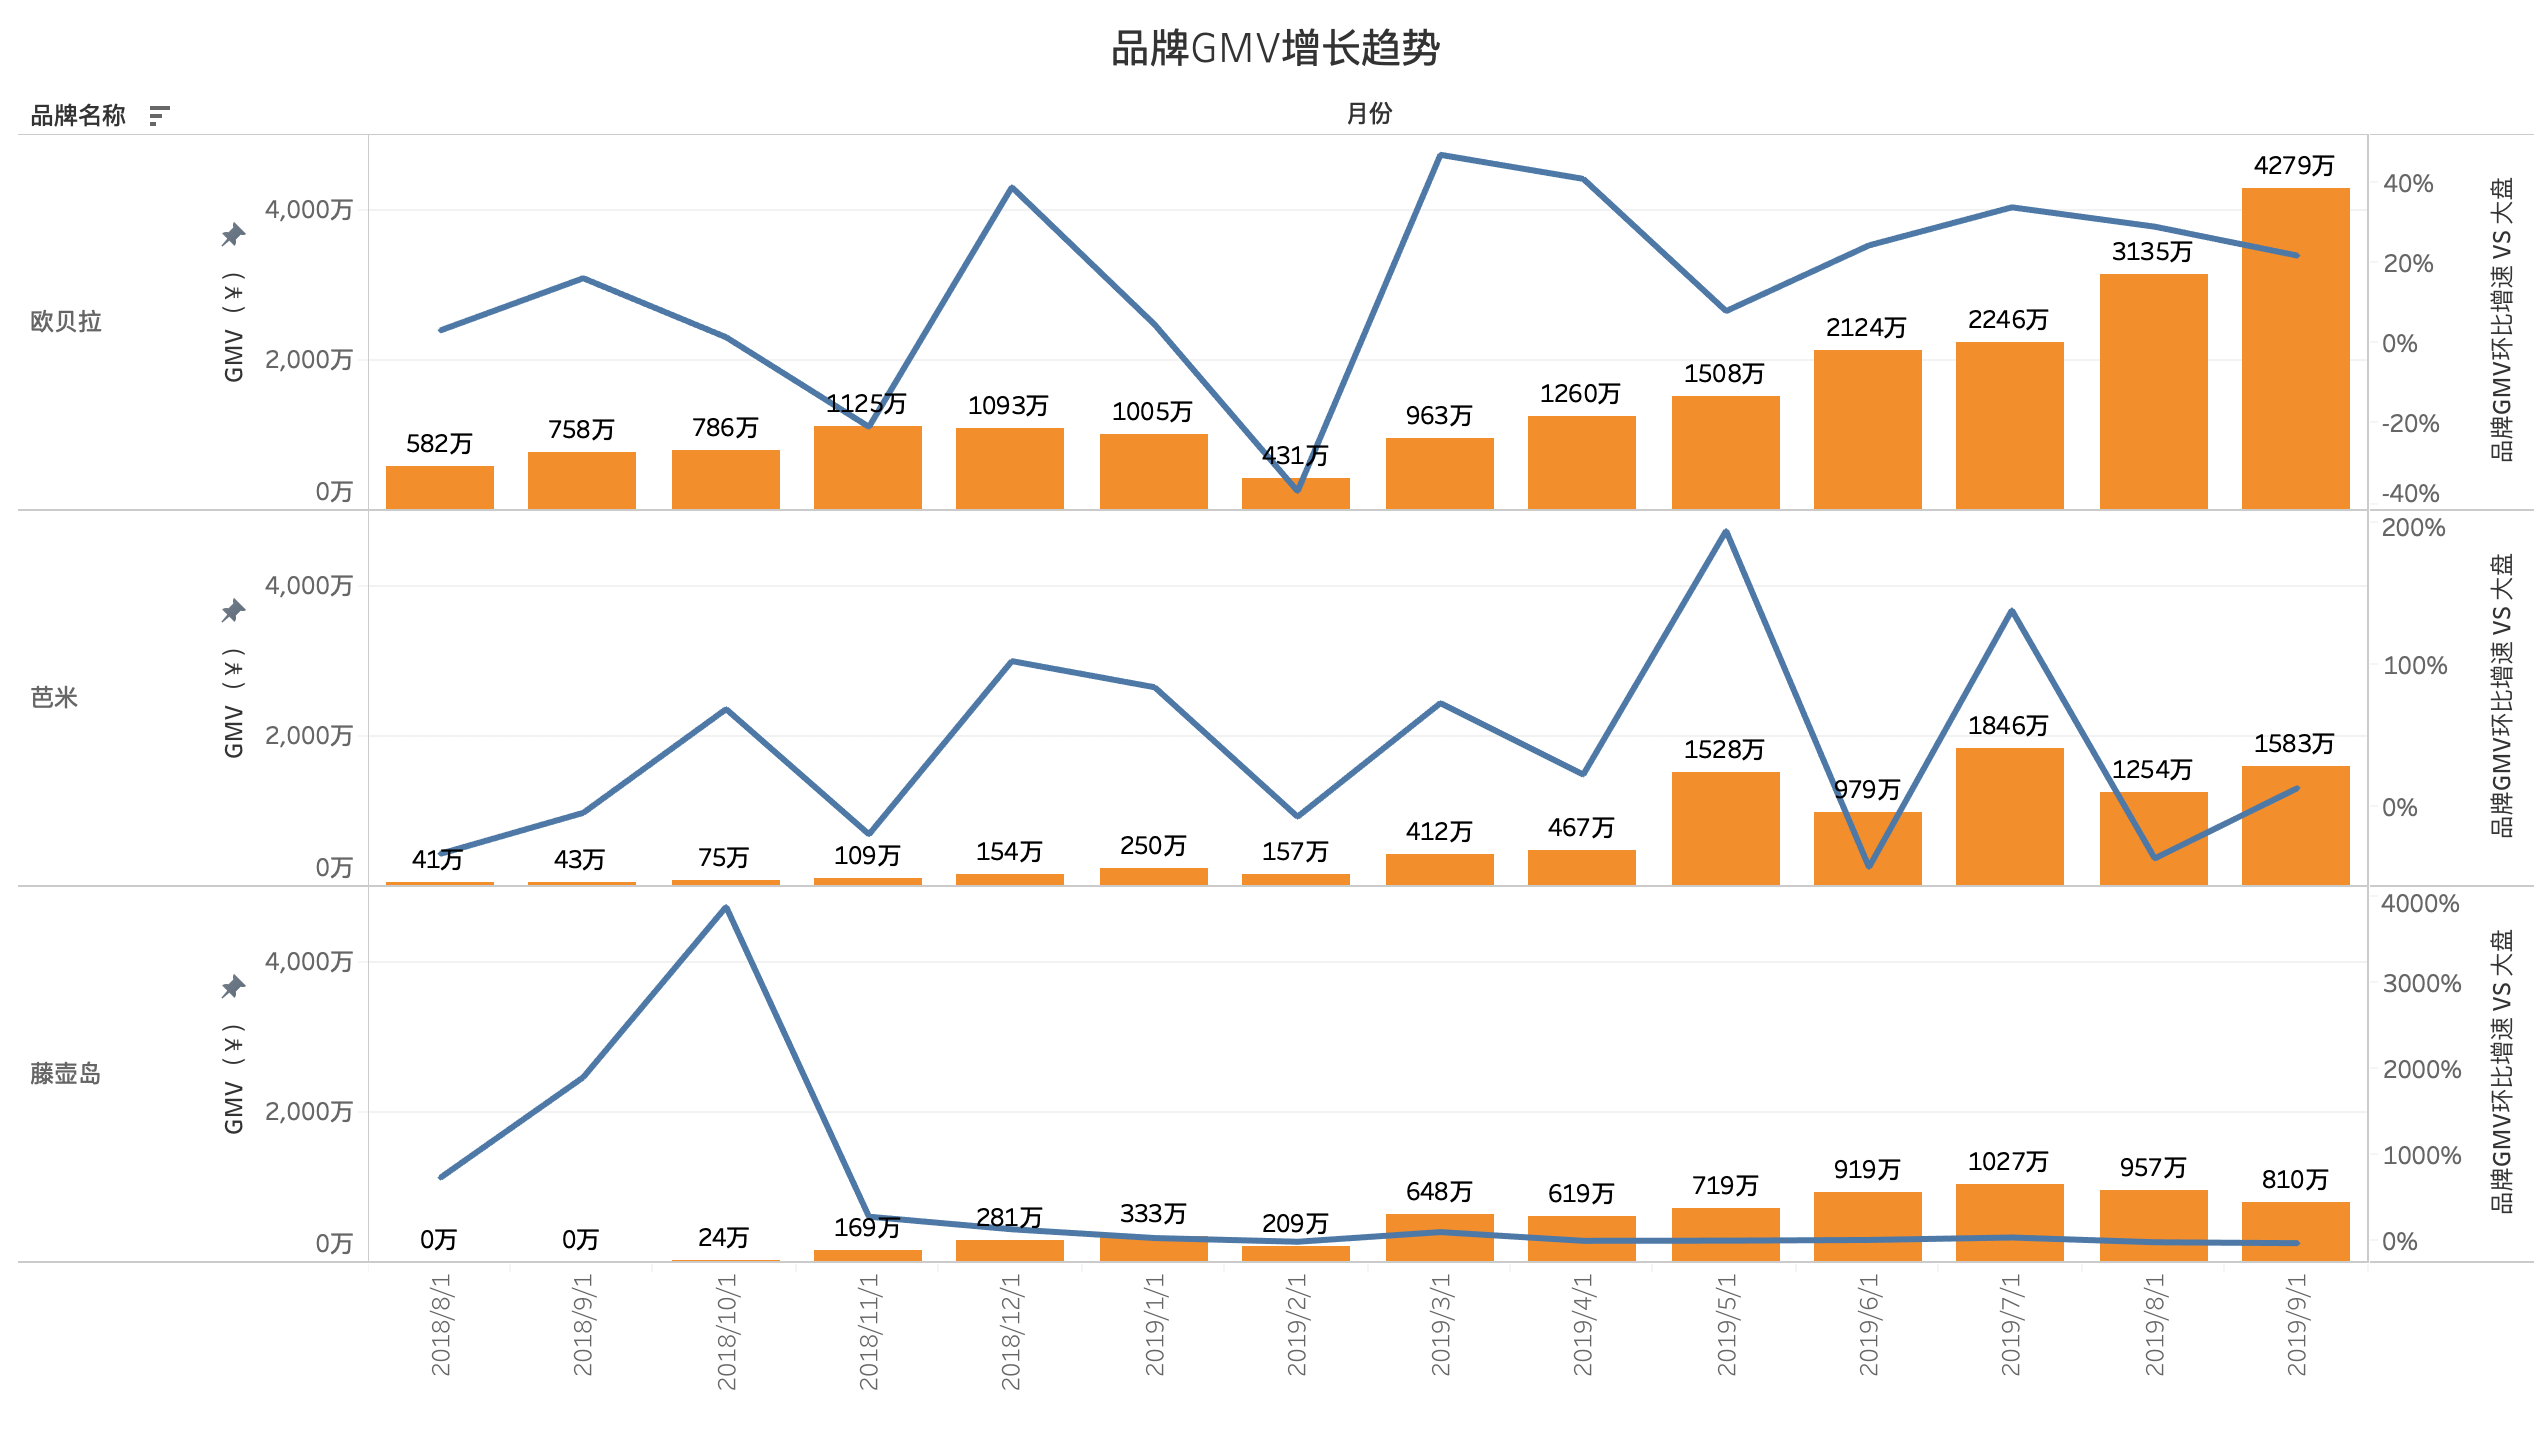 品牌GMV增长趋势
品牌名称
月份
欧贝拉
GMV（¥）
4,000万
2,000万
0万
582万
758万
786万
1125万
1093万
1005万
431万
963万
1260万
1508万
2124万
2246万
3135万
4279万
40%
20%
0%
-20%
-40%
品牌GMV环比增速 VS 大盘
芭米
GMV（¥）
4,000万
2,000万
0万
41万
43万
75万
109万
154万
250万
157万
412万
467万
1528万
979万
1846万
1254万
1583万
200%
100%
0%
品牌GMV环比增速 VS 大盘
藤壶岛
GMV（¥）
4,000万
2,000万
0万
0万
0万
24万
169万
281万
333万
209万
648万
619万
719万
919万
1027万
957万
810万
4000%
3000%
2000%
1000%
0%
品牌GMV环比增速 VS 大盘
2018/8/1
2018/9/1
2018/10/1
2018/11/1
2018/12/1
2019/1/1
2019/2/1
2019/3/1
2019/4/1
2019/5/1
2019/6/1
2019/7/1
2019/8/1
2019/9/1